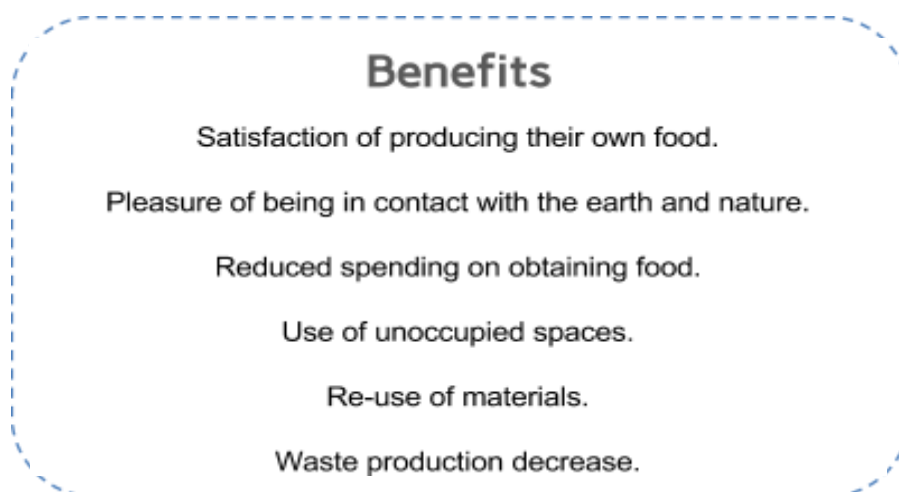 Benefits
Satisfaction of producing their own food.
Pleasure of being in contact with the earth and nature.
Reduced spending on obtaining food.
Use of unoccupied spaces.
Re-use of materials.
Waste production decrease.